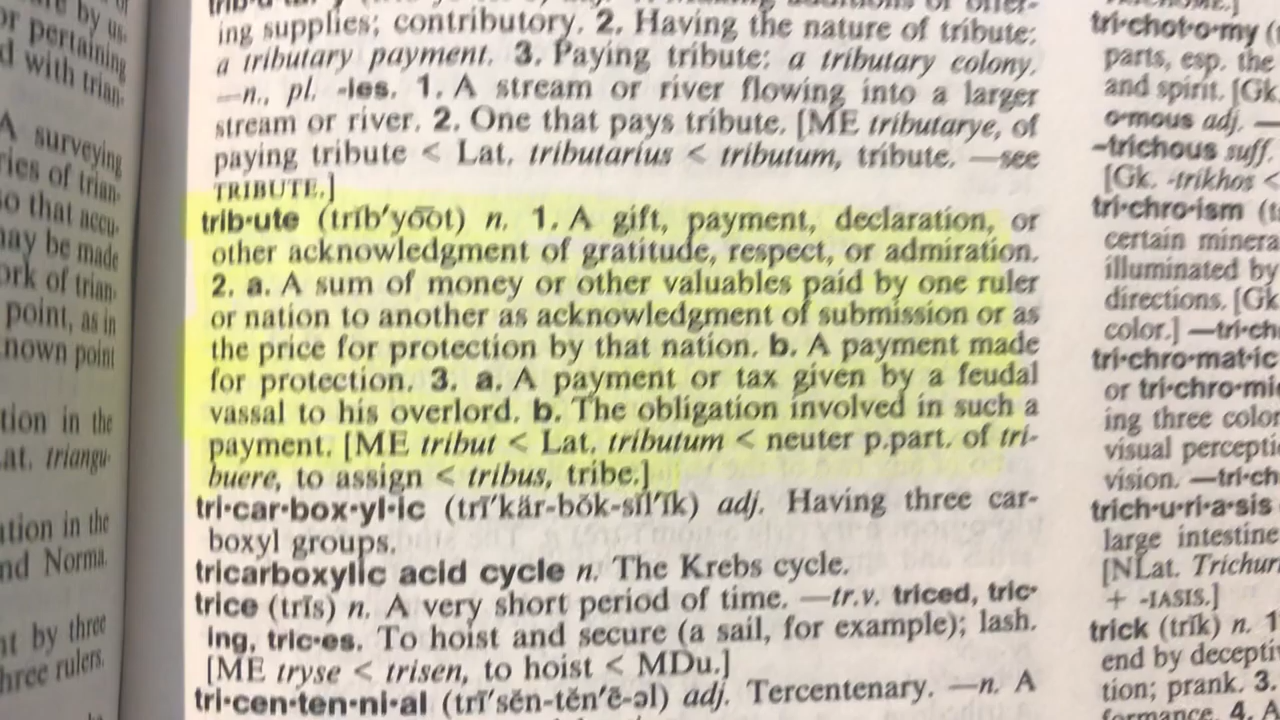 or pertaining
d with trian-
A surveying
ries of trian-
so that accu-
may be made
ork of trian-
point, as in
nown point
tion in the
at. triangu-
ation in the
nd Norma.
nt by three
hree rulers.
ing supplies; contributory. 2. Having the nature of tribute:
a tributary payment. 3. Paying tribute: a tributary colony.
—n., pl. -ies. 1. A stream or river flowing into a larger
stream or river. 2. One that pays tribute. [ME tributarye, of
paying tribute < Lat. tributarius < tributum, tribute. —see
TRIBUTE.]
trib·ute (trĭb′yo͞ot) n. 1. A gift, payment, declaration, or
other acknowledgment of gratitude, respect, or admiration.
2. a. A sum of money or other valuables paid by one ruler
or nation to another as acknowledgment of submission or as
the price for protection by that nation. b. A payment made
for protection. 3. a. A payment or tax given by a feudal
vassal to his overlord. b. The obligation involved in such a
payment. [ME tribut < Lat. tributum < neuter p.part. of tri-
buere, to assign < tribus, tribe.]
tri·car·box·yl·ic (trī′kär-bŏk-sĭl′ĭk) adj. Having three car-
boxyl groups.
tricarboxylic acid cycle n. The Krebs cycle.
trice (trīs) n. A very short period of time. —tr.v. triced, tric-
ing, tric·es. To hoist and secure (a sail, for example); lash.
[ME tryse < trisen, to hoist < MDu.]
tri·cen·ten·ni·al (trī′sĕn-tĕn′ē-əl) adj. Tercentenary. —n. A
tri·chot·o·my (t
parts, esp. the
and spirit. [Gk
o·mous adj. —
-trichous suff.
[Gk. -trikhos <
tri·chro·ism (t
certain minera
illuminated by
directions. [Gk
color.] —tri·ch
tri·chro·mat·ic
or tri·chro·mi
ing three color
visual percepti
vision. —tri·ch
trich·u·ri·a·sis
large intestine
[NLat. Trichur
+ -IASIS.]
trick (trĭk) n. 1
end by decepti
tion; prank. 3.
formance. 4. A